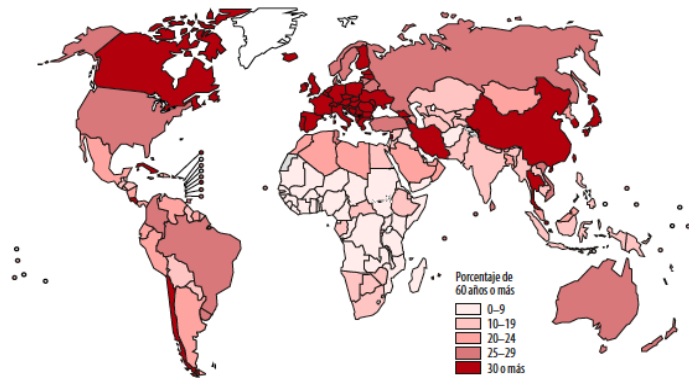 Porcentaje de
60 años o más
0–9
10–19
20–24
25–29
30 o más